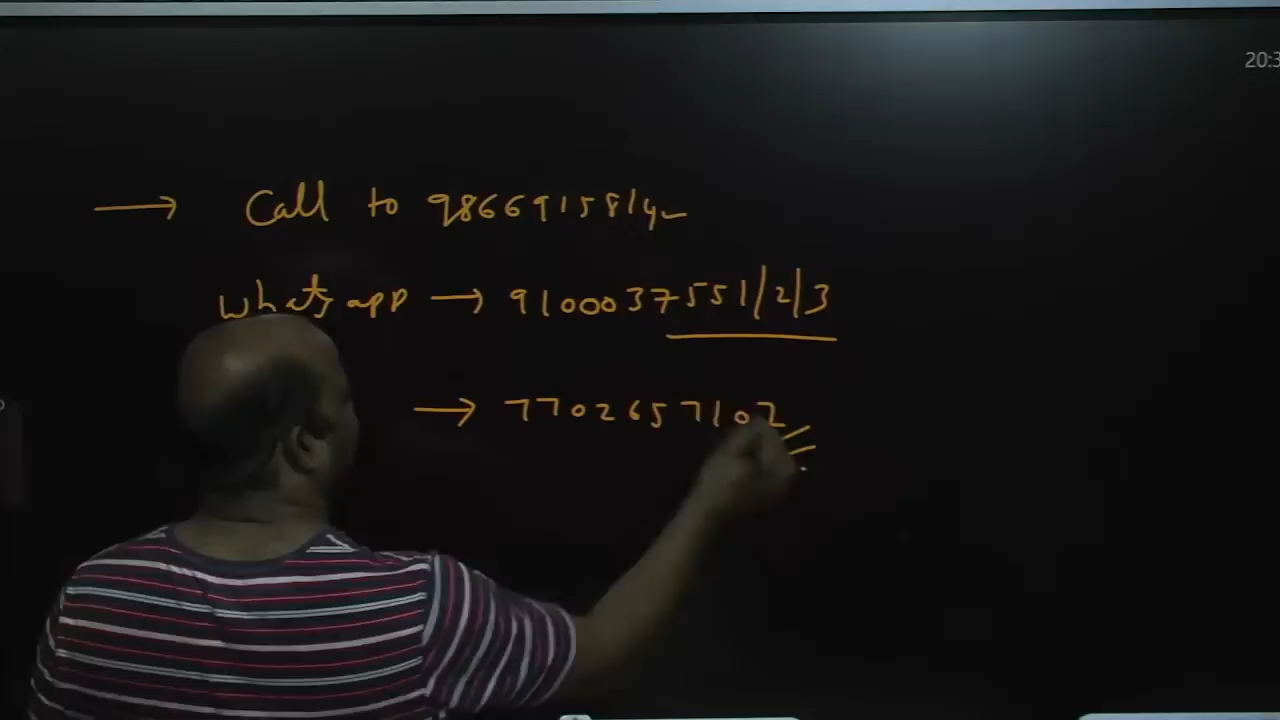 20:3
→ Call to 9866915814
Whatsapp → 9100037551/2/3
→ 7702657102